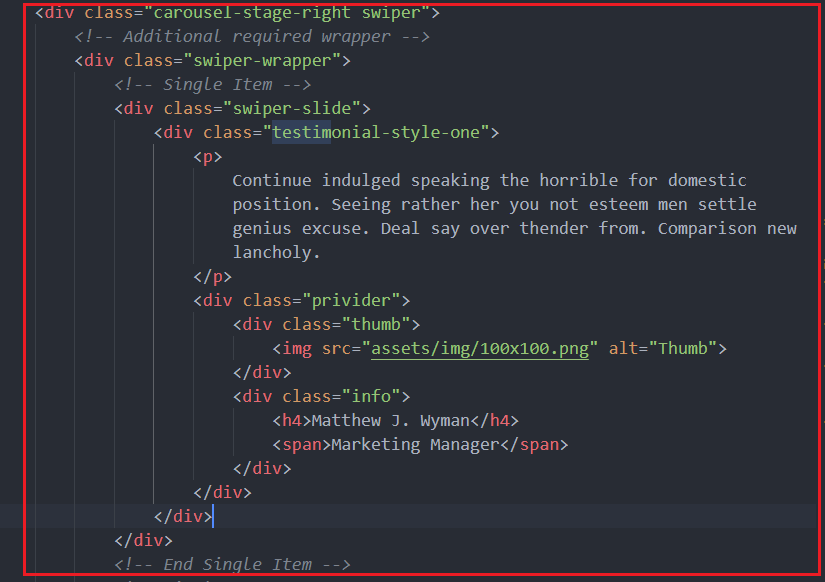 <div class="carousel-stage-right swiper">
<!-- Additional required wrapper -->
<div class="swiper-wrapper">
<!-- Single Item -->
<div class="swiper-slide">
<div class="testimonial-style-one">
<p>
Continue indulged speaking the horrible for domestic
position. Seeing rather her you not esteem men settle
genius excuse. Deal say over thender from. Comparison new
lancholy.
</p>
<div class="privider">
<div class="thumb">
<img src="assets/img/100x100.png" alt="Thumb">
</div>
<div class="info">
<h4>Matthew J. Wyman</h4>
<span>Marketing Manager</span>
</div>
</div>
</div>
</div>
<!-- End Single Item -->